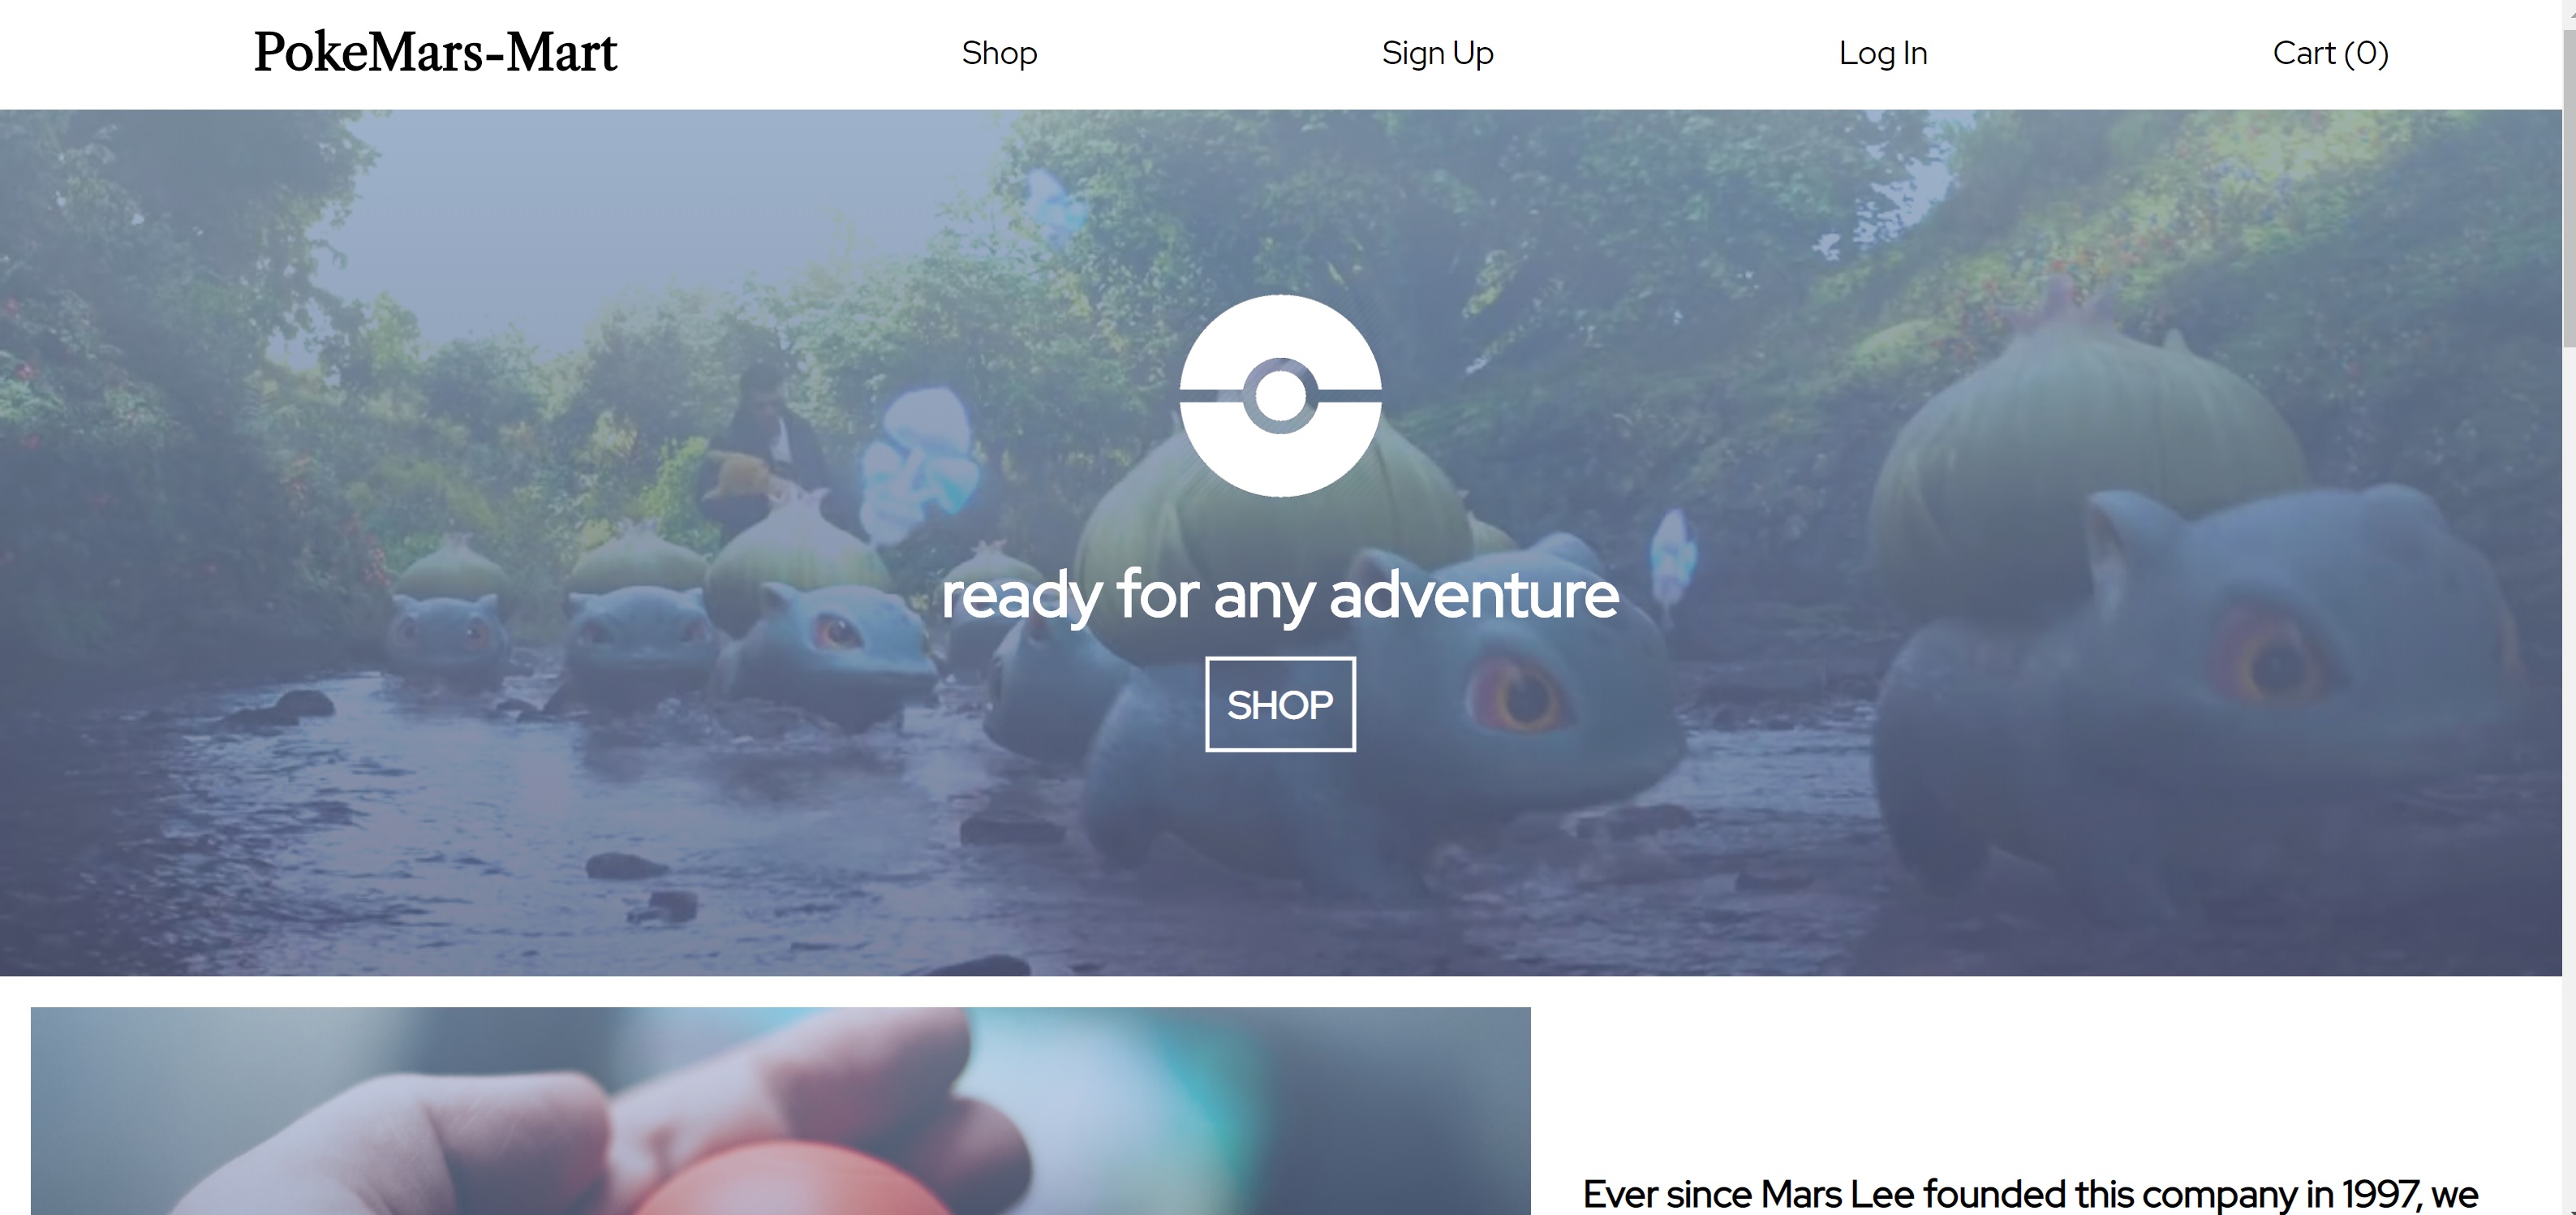 PokeMars-Mart Shop Sign Up Log In Cart (0)
ready for any adventure
SHOP
Ever since Mars Lee founded this company in 1997, we